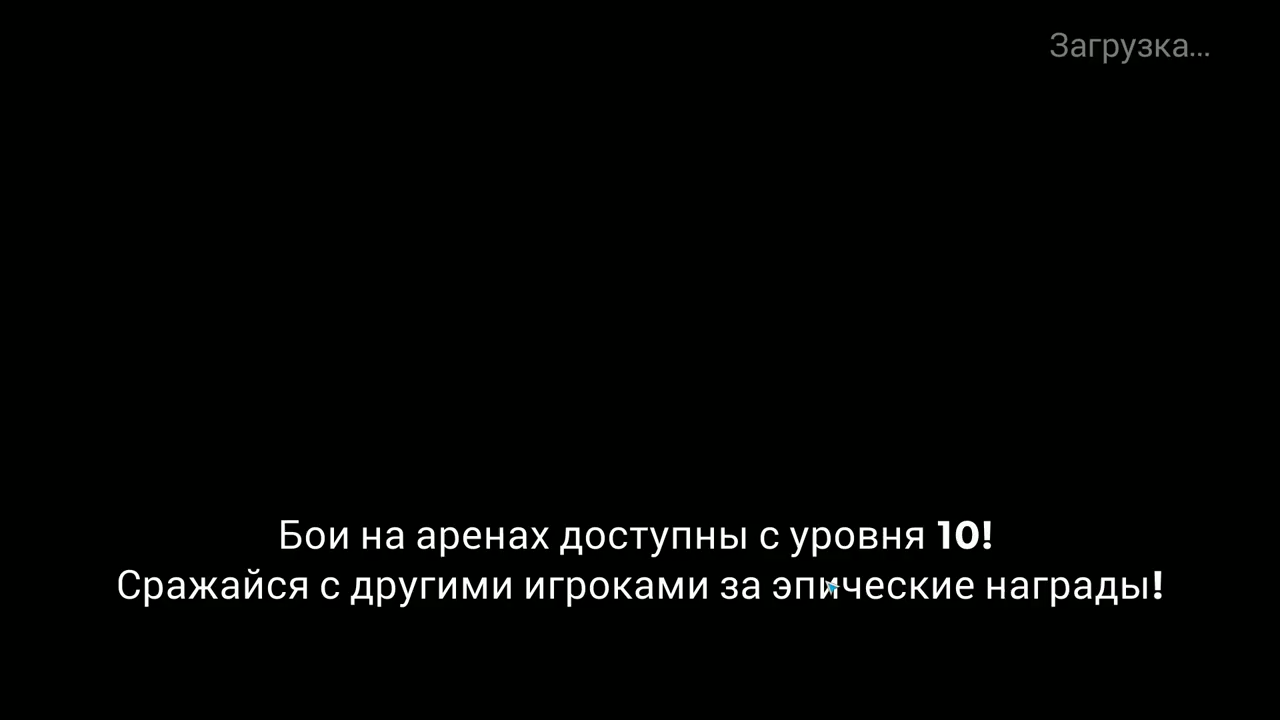 Загрузка...
Бои на аренах доступны с уровня 10!
Сражайся с другими игроками за эпические награды!